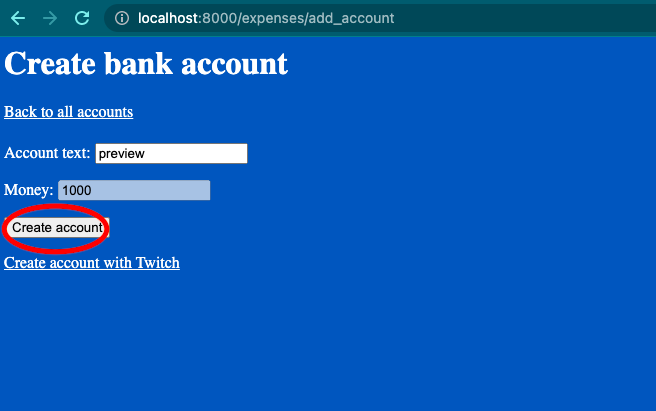 localhost:8000/expenses/add_account
Create bank account
Back to all accounts
Account text: preview
Money: 1000
Create account
Create account with Twitch